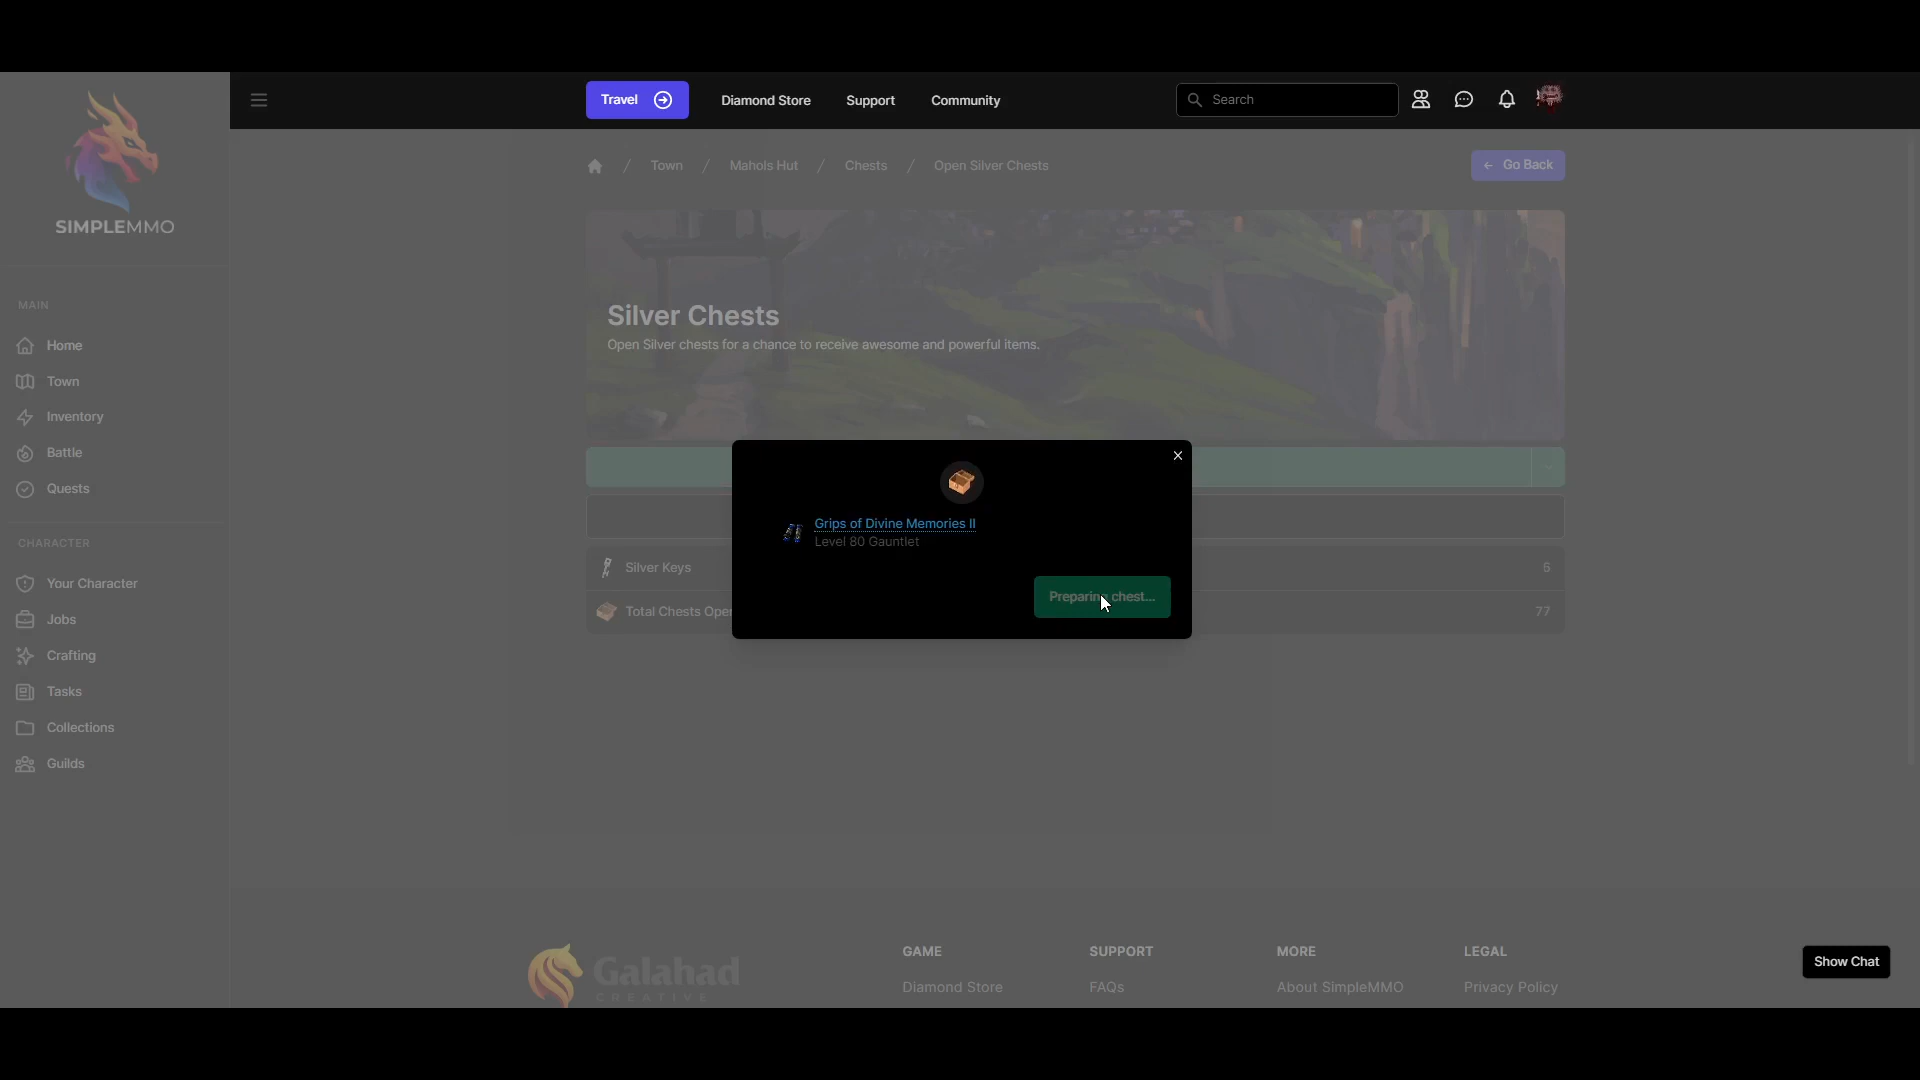 Travel
Diamond Store
Support
Community
Search
SIMPLEMMO
Town / Mahols Hut / Chests / Open Silver Chests
← Go Back
MAIN
Home
Town
Inventory
Battle
Quests
Silver Chests
Open Silver chests for a chance to receive awesome and powerful items.
Grips of Divine Memories II
Level 80 Gauntlet
Preparing chest...
Silver Keys 6
Total Chests Ope 77
CHARACTER
Your Character
Jobs
Crafting
Tasks
Collections
Guilds
Galahad
CREATIVE
GAME
Diamond Store
SUPPORT
FAQs
MORE
About SimpleMMO
LEGAL
Privacy Policy
Show Chat